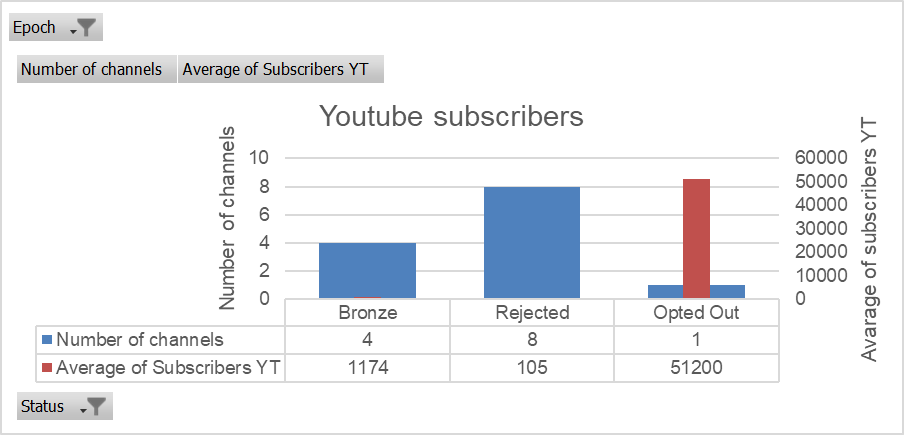 Epoch
Number of channels Average of Subscribers YT
Youtube subscribers
Number of channels
10
8
6
4
2
0
60000
50000
40000
30000
20000
10000
0
Avarage of subscribers YT
Bronze Rejected Opted Out
Number of channels 4 8 1
Average of Subscribers YT 1174 105 51200
Status